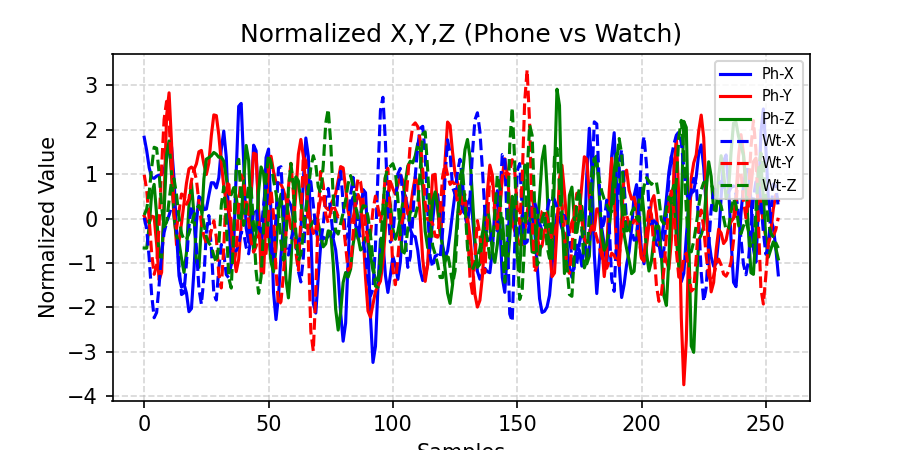 Normalized X,Y,Z (Phone vs Watch)
Normalized Value
3
2
1
0
−1
−2
−3
−4
0
50
100
150
200
250
Samples
Ph-X
Ph-Y
Ph-Z
Wt-X
Wt-Y
Wt-Z